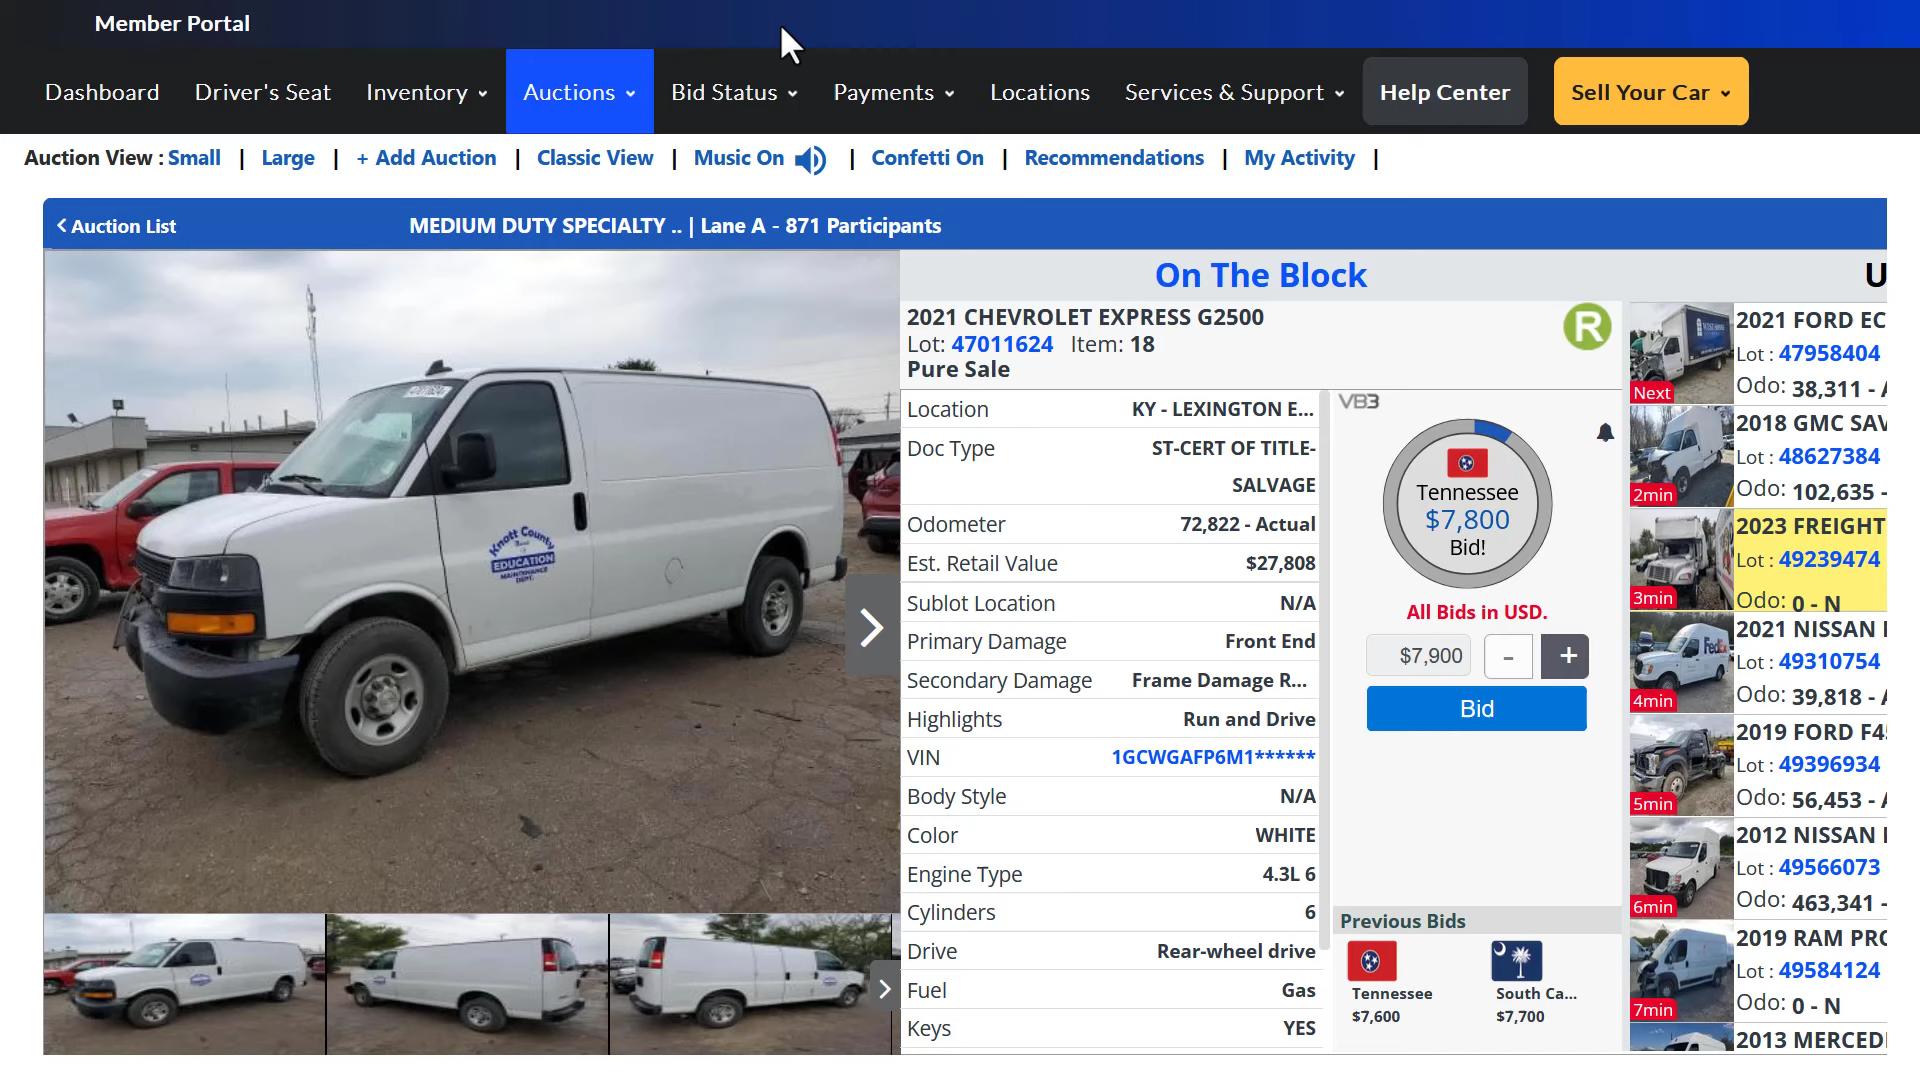 Member Portal
Dashboard Driver's Seat Inventory Auctions Bid Status Payments Locations Services & Support Help Center Sell Your Car
Auction View : Small | Large | + Add Auction | Classic View | Music On | Confetti On | Recommendations | My Activity |
Auction List MEDIUM DUTY SPECIALTY .. | Lane A - 871 Participants
On The Block
U
2021 CHEVROLET EXPRESS G2500
Lot: 47011624 Item: 18
Pure Sale
R
Location KY - LEXINGTON E...
Doc Type ST-CERT OF TITLE-
SALVAGE
Odometer 72,822 - Actual
Est. Retail Value $27,808
Sublot Location N/A
Primary Damage Front End
Secondary Damage Frame Damage R...
Highlights Run and Drive
VIN 1GCWGAFP6M1******
Body Style N/A
Color WHITE
Engine Type 4.3L 6
Cylinders 6
Drive Rear-wheel drive
Fuel Gas
Keys YES
VB3
Tennessee
$7,800
Bid!
All Bids in USD.
$7,900 - +
Bid
Previous Bids
Tennessee
$7,600
South Ca...
$7,700
2021 FORD EC
Lot : 47958404
Odo: 38,311 - A
Next
2018 GMC SAV
Lot : 48627384
Odo: 102,635 -
2min
2023 FREIGHT
Lot : 49239474
Odo: 0 - N
3min
2021 NISSAN
Lot : 49310754
Odo: 39,818 - A
4min
FedEx
2019 FORD F4
Lot : 49396934
Odo: 56,453 - A
5min
2012 NISSAN
Lot : 49566073
Odo: 463,341 -
6min
2019 RAM PRO
Lot : 49584124
Odo: 0 - N
7min
2013 MERCED
Knott County
EDUCATION
MAINTENANCE
DEPT.